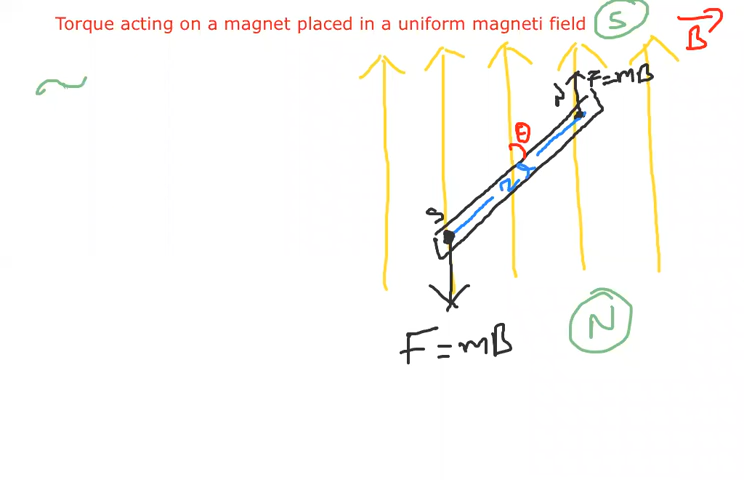 Torque acting on a magnet placed in a uniform magneti field S
B
N F=mB
θ
2l
S
N
F=mB